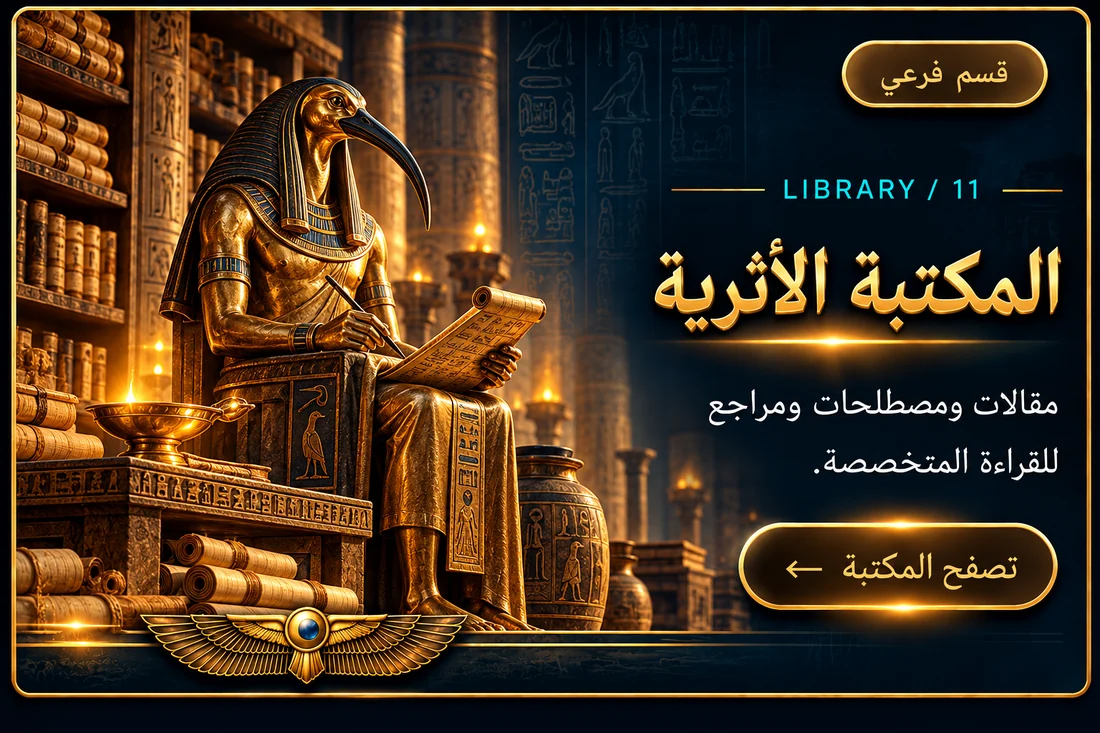 قسم فرعي
LIBRARY / 11
المكتبة الأثرية
مقالات ومصطلحات ومراجع
للقراءة المتخصصة.
تصفح المكتبة ←